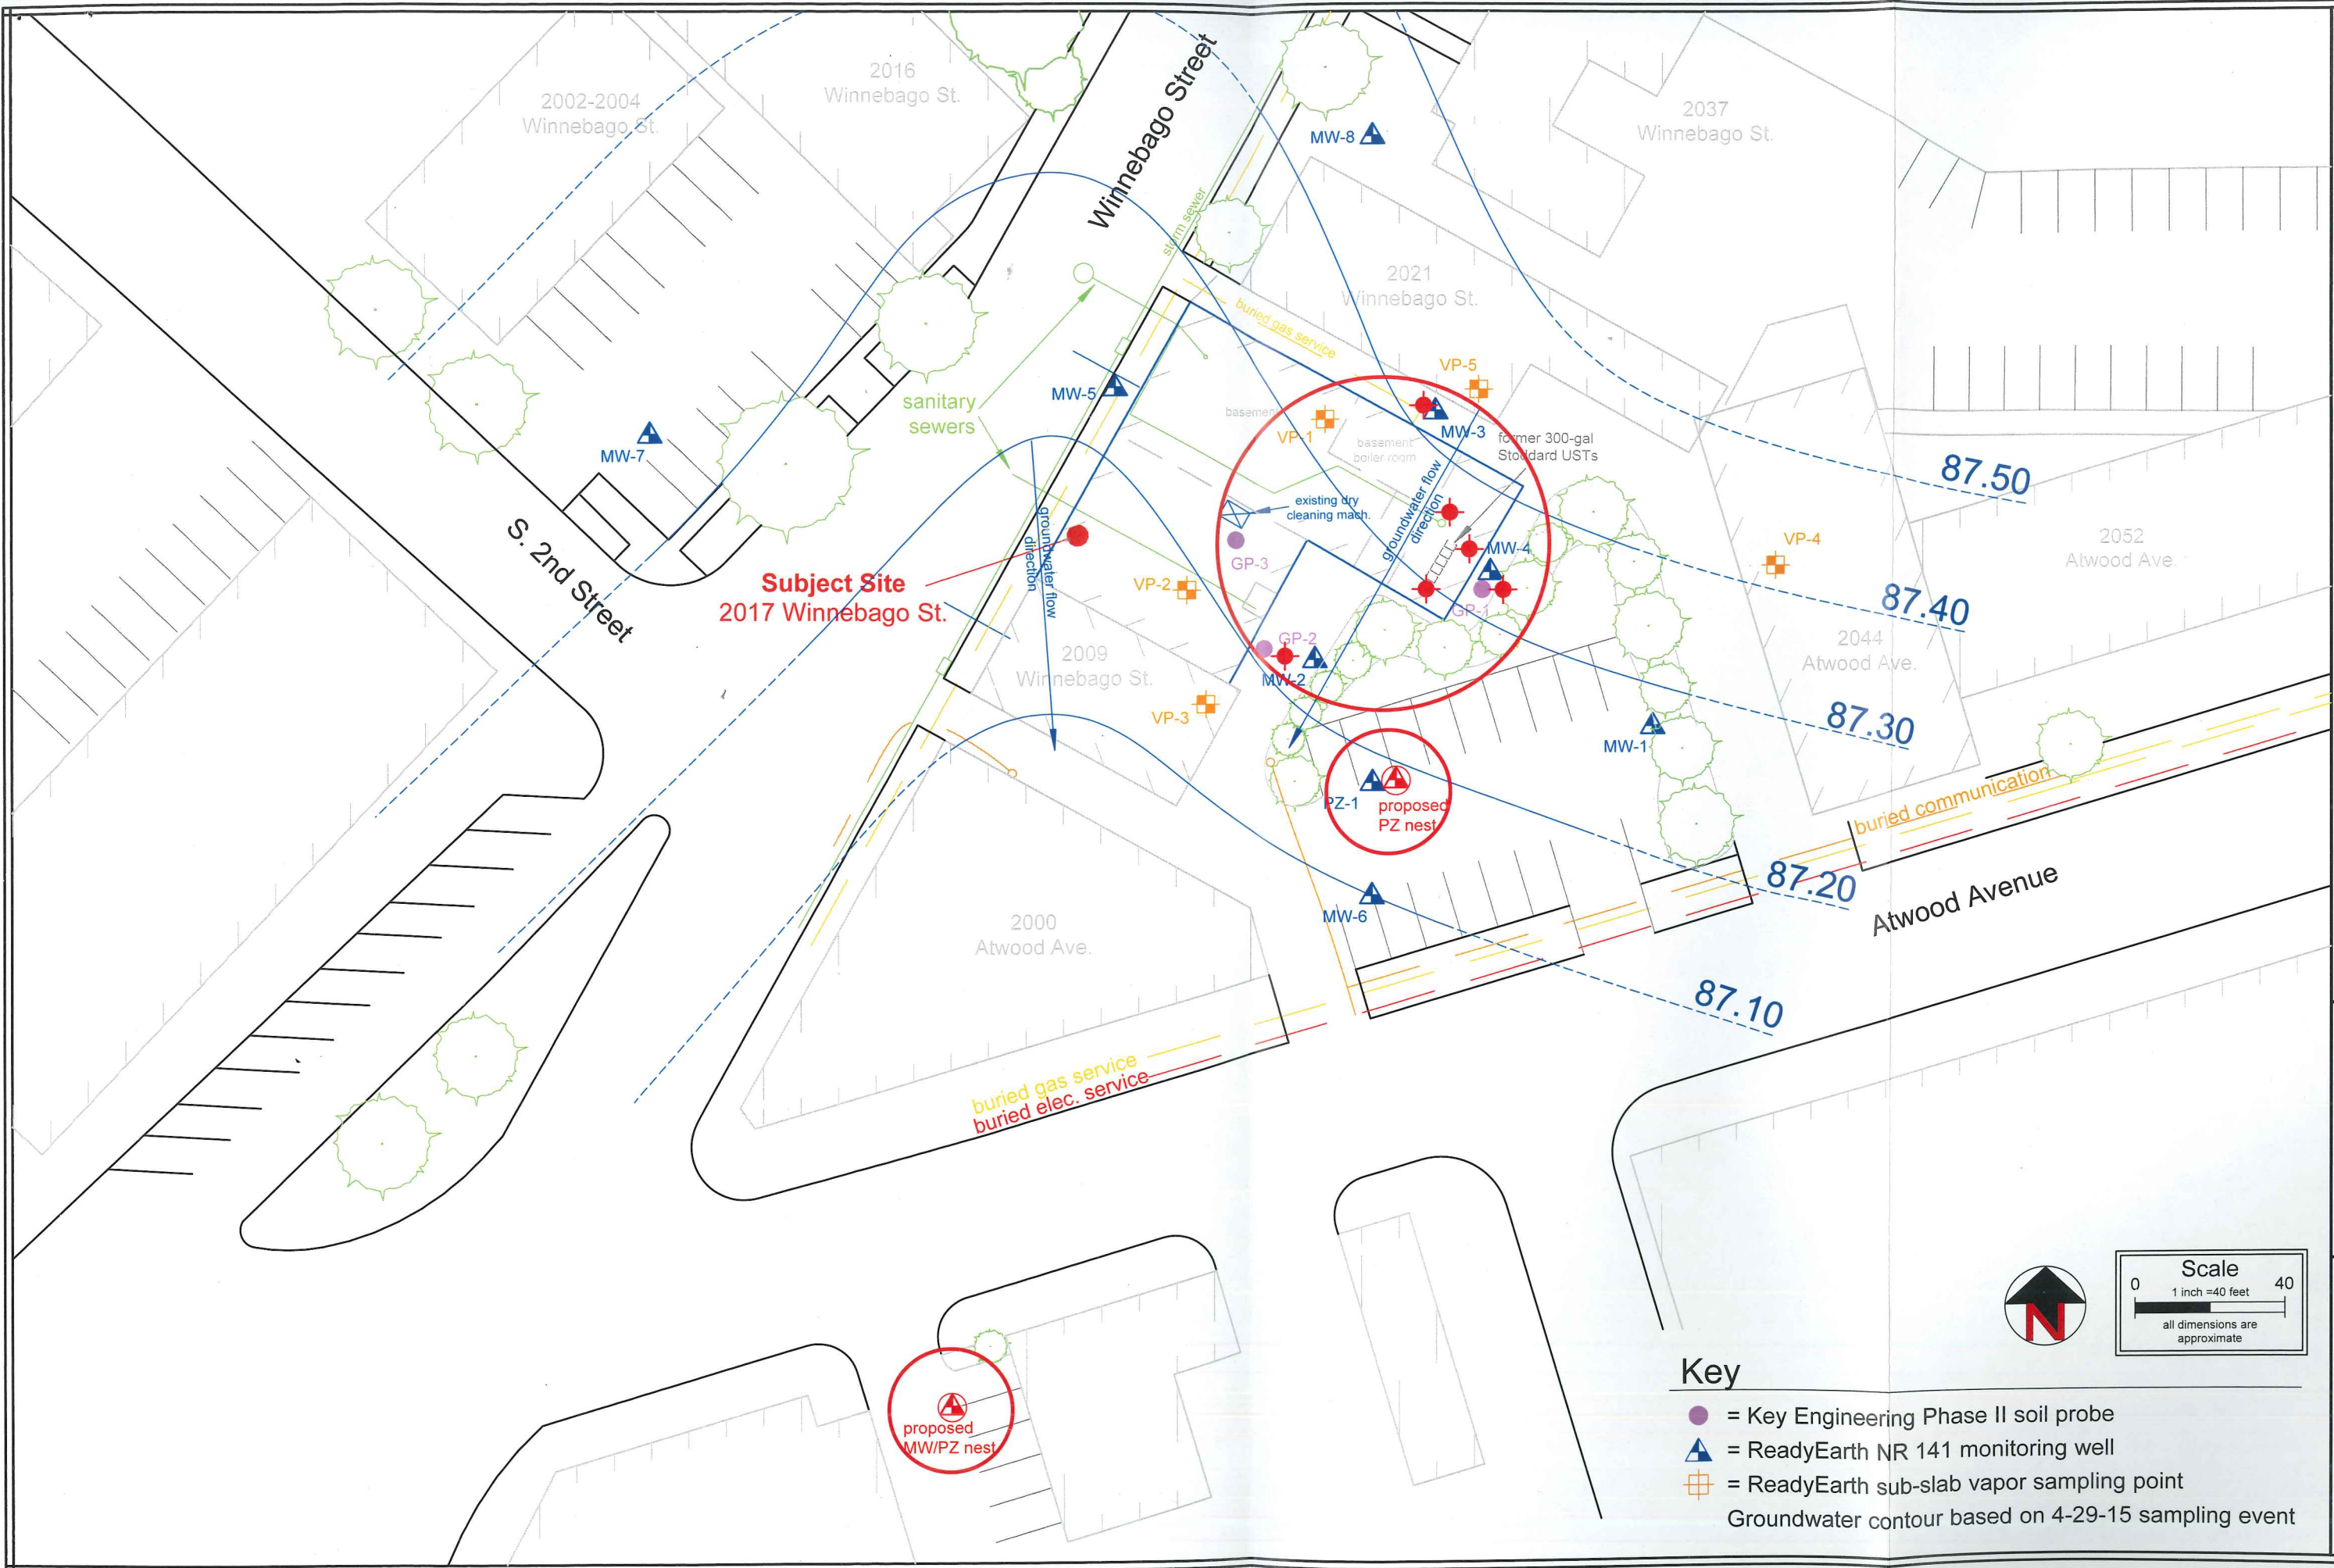 2016
Winnebago St.
2002-2004
Winnebago St.
Winnebago Street
storm sewer
MW-8
2037
Winnebago St.
2021
Winnebago St.
buried gas service
MW-5
sanitary
sewers
MW-7
S. 2nd Street
VP-5
VP-1
basement
basement
boiler room
MW-3
former 300-gal
Stoddard USTs
existing dry
cleaning mach.
groundwater flow
direction
GP-3
MW-4
GP-1
GP-2
MW-2
groundwater flow
direction
Subject Site
2017 Winnebago St.
VP-2
2009
Winnebago St.
VP-3
VP-4
2052
Atwood Ave.
2044
Atwood Ave.
87.50
87.40
87.30
87.20
87.10
MW-1
PZ-1
proposed
PZ nest
MW-6
buried communication
Atwood Avenue
2000
Atwood Ave.
buried gas service
buried elec. service
proposed
MW/PZ nest
N
Scale
0
1 inch =40 feet
40
all dimensions are
approximate
Key
= Key Engineering Phase II soil probe
= ReadyEarth NR 141 monitoring well
= ReadyEarth sub-slab vapor sampling point
Groundwater contour based on 4-29-15 sampling event